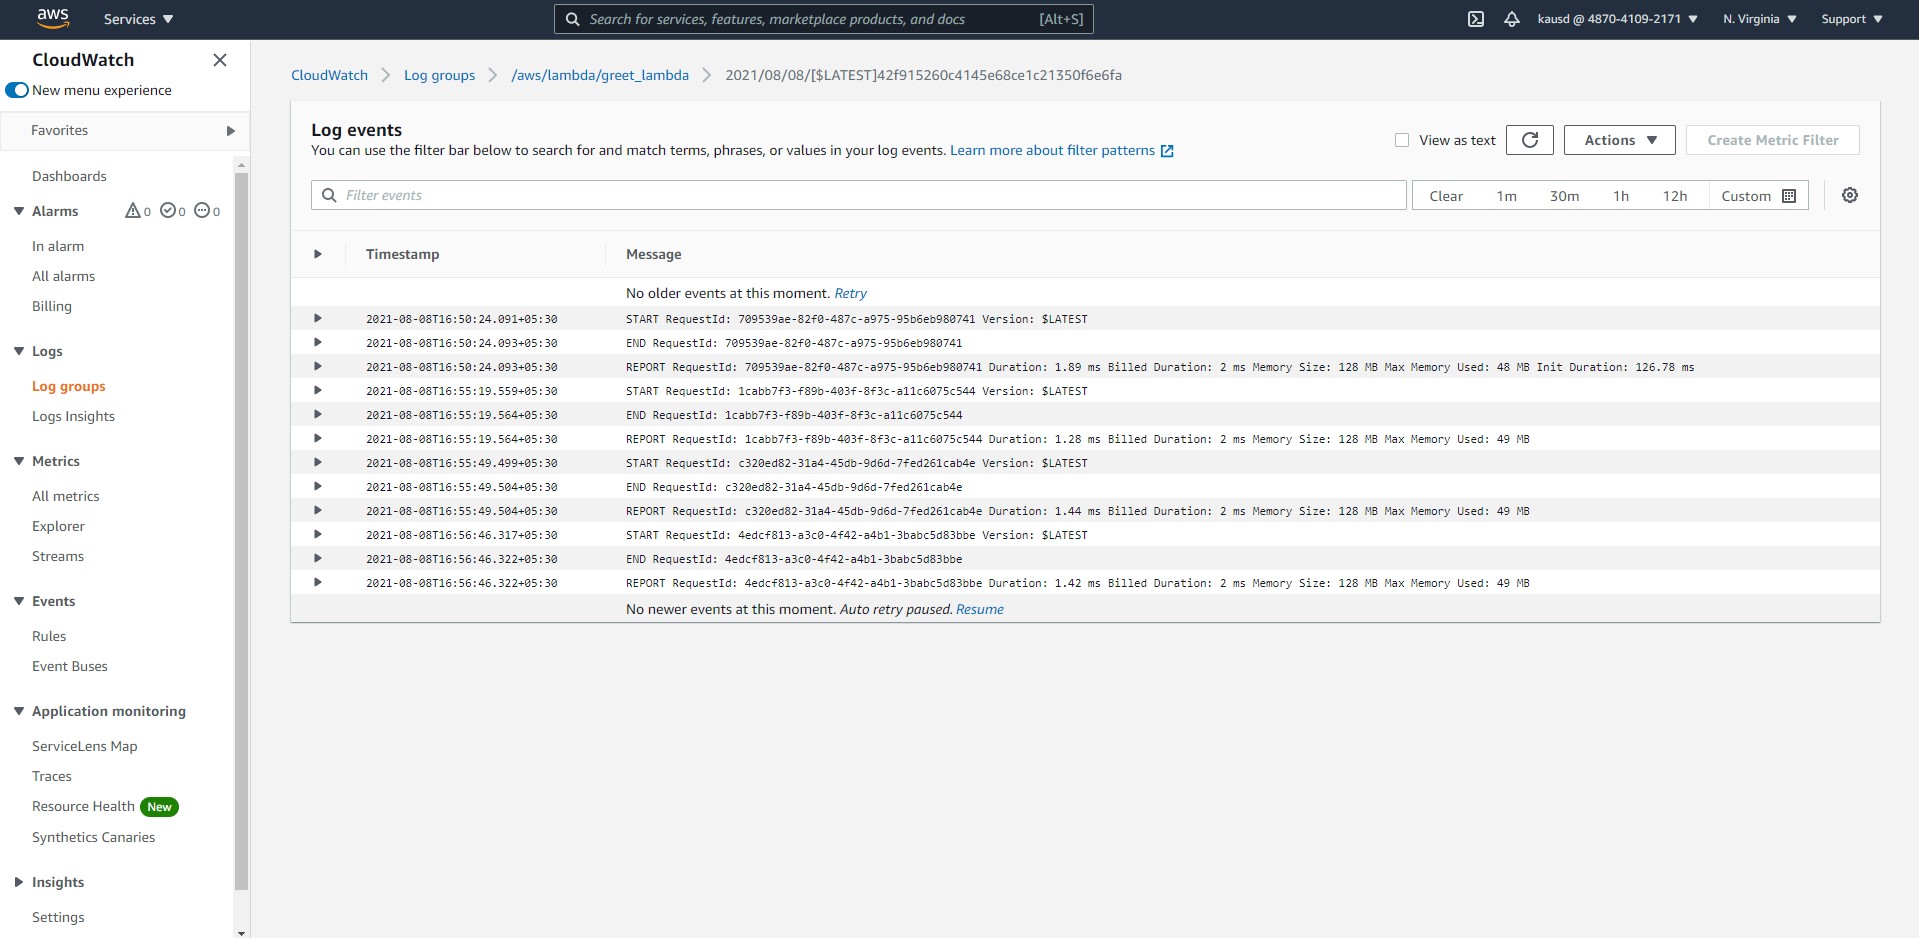 aws Services Search for services, features, marketplace products, and docs [Alt+S] kausd @ 4870-4109-2171 N. Virginia Support
CloudWatch
New menu experience
Favorites
Dashboards
Alarms 0 0 0
In alarm
All alarms
Billing
Logs
Log groups
Logs Insights
Metrics
All metrics
Explorer
Streams
Events
Rules
Event Buses
Application monitoring
ServiceLens Map
Traces
Resource Health New
Synthetics Canaries
Insights
Settings
CloudWatch Log groups /aws/lambda/greet_lambda 2021/08/08/[$LATEST]42f915260c4145e68ce1c21350f6e6fa
Log events
You can use the filter bar below to search for and match terms, phrases, or values in your log events. Learn more about filter patterns
View as text Actions Create Metric Filter
Filter events Clear 1m 30m 1h 12h Custom
Timestamp Message
No older events at this moment. Retry
2021-08-08T16:50:24.091+05:30 START RequestId: 709539ae-82f0-487c-a975-95b6eb980741 Version: $LATEST
2021-08-08T16:50:24.093+05:30 END RequestId: 709539ae-82f0-487c-a975-95b6eb980741
2021-08-08T16:50:24.093+05:30 REPORT RequestId: 709539ae-82f0-487c-a975-95b6eb980741 Duration: 1.89 ms Billed Duration: 2 ms Memory Size: 128 MB Max Memory Used: 48 MB Init Duration: 126.78 ms
2021-08-08T16:55:19.559+05:30 START RequestId: 1cabb7f3-f89b-403f-8f3c-a11c6075c544 Version: $LATEST
2021-08-08T16:55:19.564+05:30 END RequestId: 1cabb7f3-f89b-403f-8f3c-a11c6075c544
2021-08-08T16:55:19.564+05:30 REPORT RequestId: 1cabb7f3-f89b-403f-8f3c-a11c6075c544 Duration: 1.28 ms Billed Duration: 2 ms Memory Size: 128 MB Max Memory Used: 49 MB
2021-08-08T16:55:49.499+05:30 START RequestId: c320ed82-31a4-45db-9d6d-7fed261cab4e Version: $LATEST
2021-08-08T16:55:49.504+05:30 END RequestId: c320ed82-31a4-45db-9d6d-7fed261cab4e
2021-08-08T16:55:49.504+05:30 REPORT RequestId: c320ed82-31a4-45db-9d6d-7fed261cab4e Duration: 1.44 ms Billed Duration: 2 ms Memory Size: 128 MB Max Memory Used: 49 MB
2021-08-08T16:56:46.317+05:30 START RequestId: 4edcf813-a3c0-4f42-a4b1-3babc5d83bbe Version: $LATEST
2021-08-08T16:56:46.322+05:30 END RequestId: 4edcf813-a3c0-4f42-a4b1-3babc5d83bbe
2021-08-08T16:56:46.322+05:30 REPORT RequestId: 4edcf813-a3c0-4f42-a4b1-3babc5d83bbe Duration: 1.42 ms Billed Duration: 2 ms Memory Size: 128 MB Max Memory Used: 49 MB
No newer events at this moment. Auto retry paused. Resume